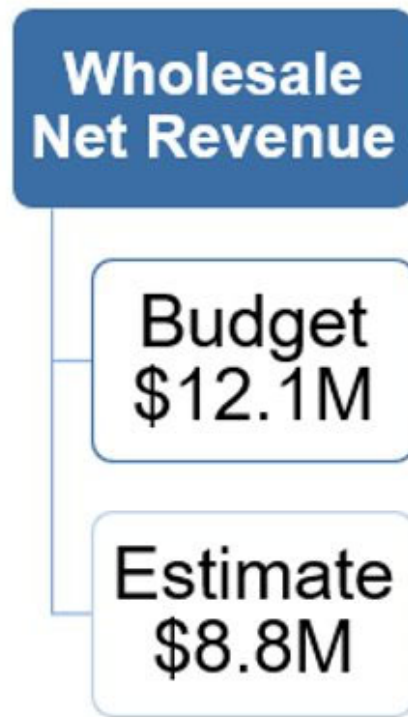 Wholesale
Net Revenue
Budget
$12.1M
Estimate
$8.8M